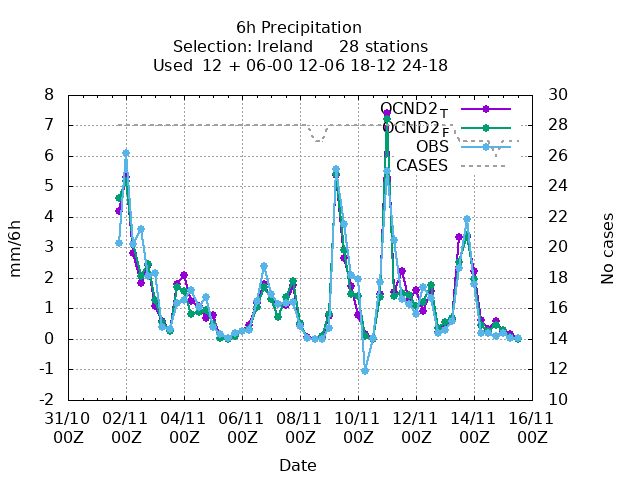 6h Precipitation
Selection: Ireland 28 stations
Used 12 + 06-00 12-06 18-12 24-18
8 30
OCND2 T
7 OCND2 F 28
OBS
6 26
CASES
5 24
4 22
3 20
2 18
1 16
0 14
-1 12
-2 10
mm/6h
No cases
31/10 02/11 04/11 06/11 08/11 10/11 12/11 14/11 16/11
00Z 00Z 00Z 00Z 00Z 00Z 00Z 00Z 00Z
Date